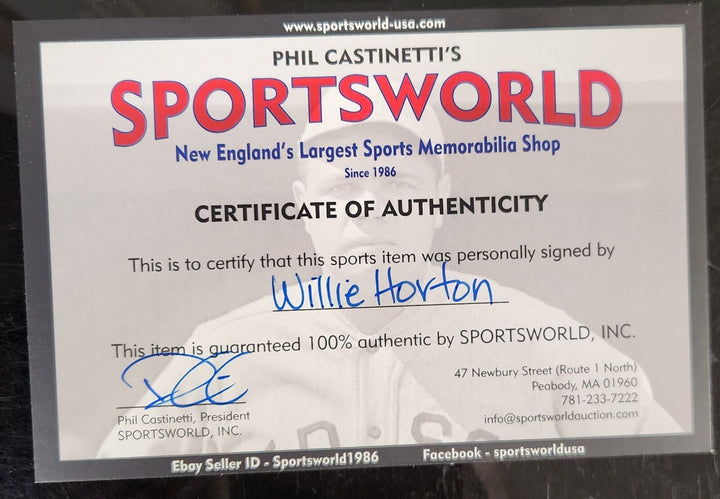 www.sportsworld-usa.com
PHIL CASTINETTI'S
SPORTSWORLD
New England's Largest Sports Memorabilia Shop
Since 1986
CERTIFICATE OF AUTHENTICITY
This is to certify that this sports item was personally signed by
Willie Horton
This item is guaranteed 100% authentic by SPORTSWORLD, INC.
Phil Castinetti, President
SPORTSWORLD, INC.
47 Newbury Street (Route 1 North)
Peabody, MA 01960
781-233-7222
info@sportsworldauction.com
Ebay Seller ID - Sportsworld1986
Facebook - sportsworldusa